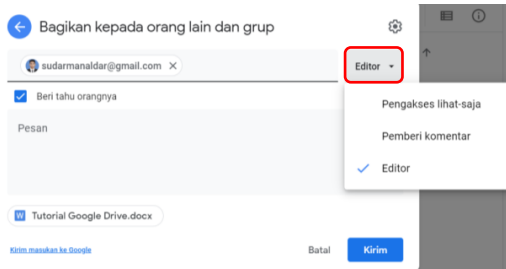 Bagikan kepada orang lain dan grup
sudarmanaldar@gmail.com
Editor
Beri tahu orangnya
Pengakses lihat-saja
Pesan
Pemberi komentar
Editor
W Tutorial Google Drive.docx
Kirim masukan ke Google
Batal
Kirim